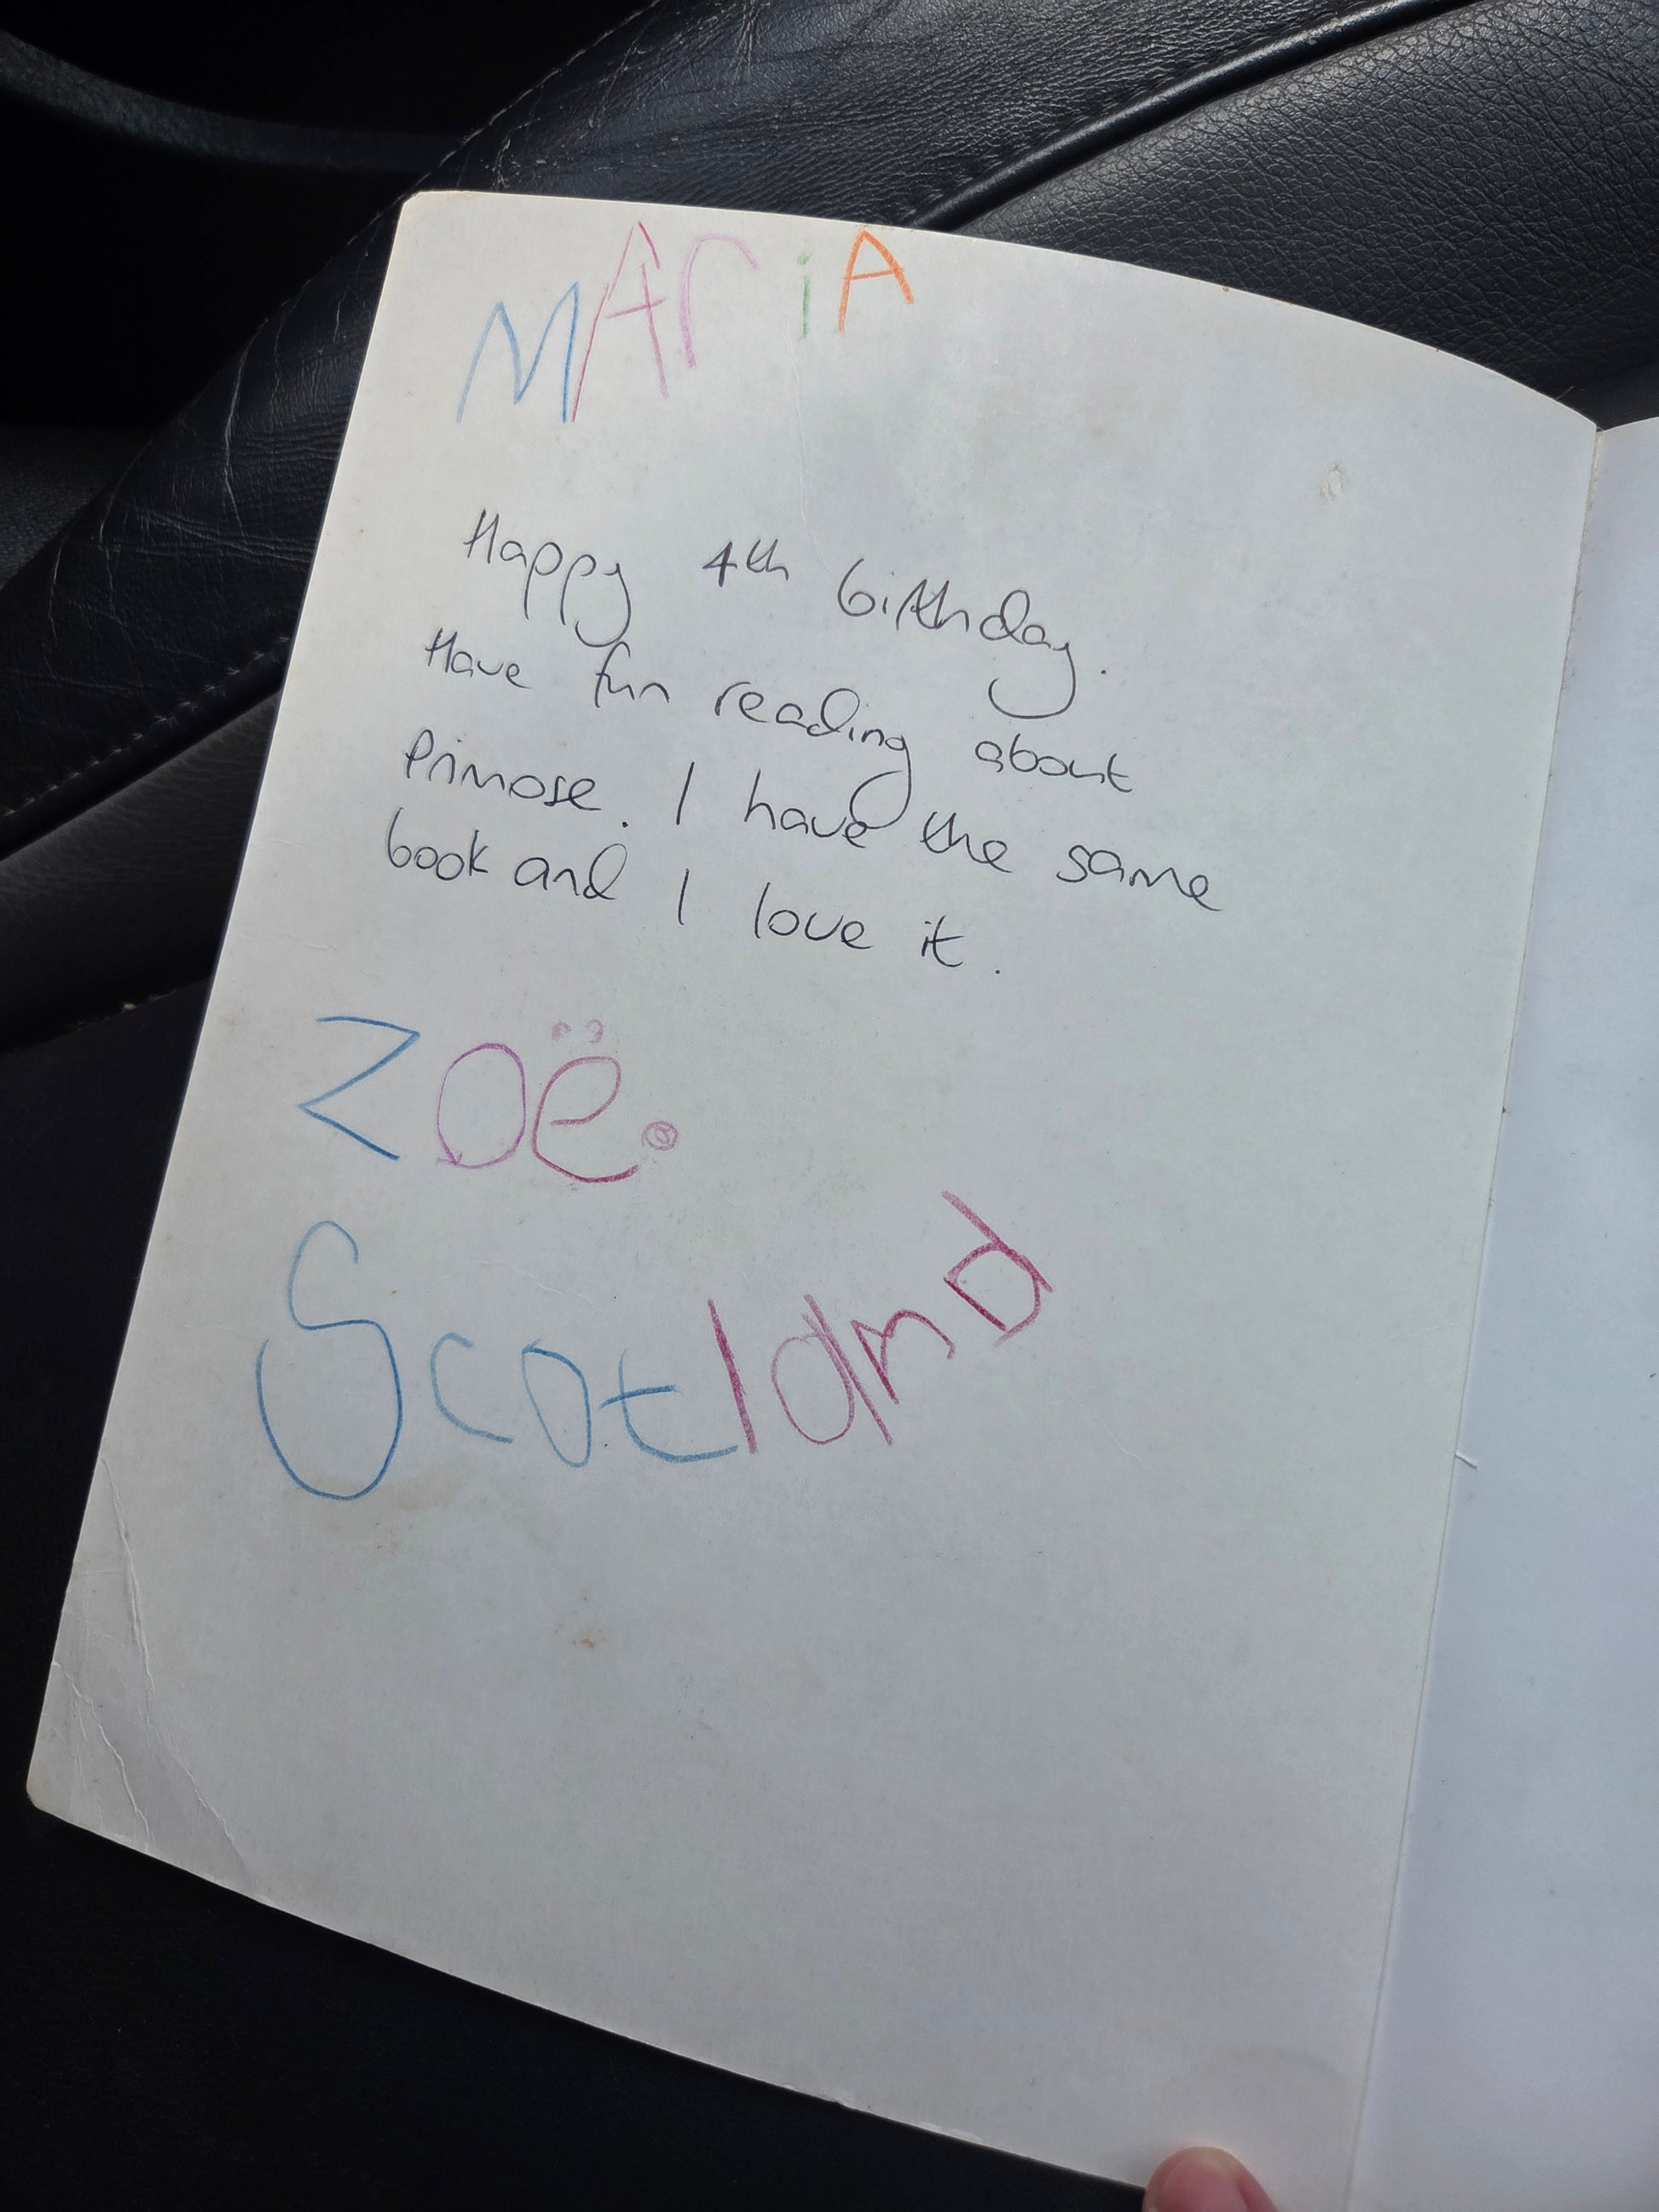 MAriA
Happy 4th birthday.
Have fun reading about
Primose. I have the same
book and I love it.
Zoë.
Scotland